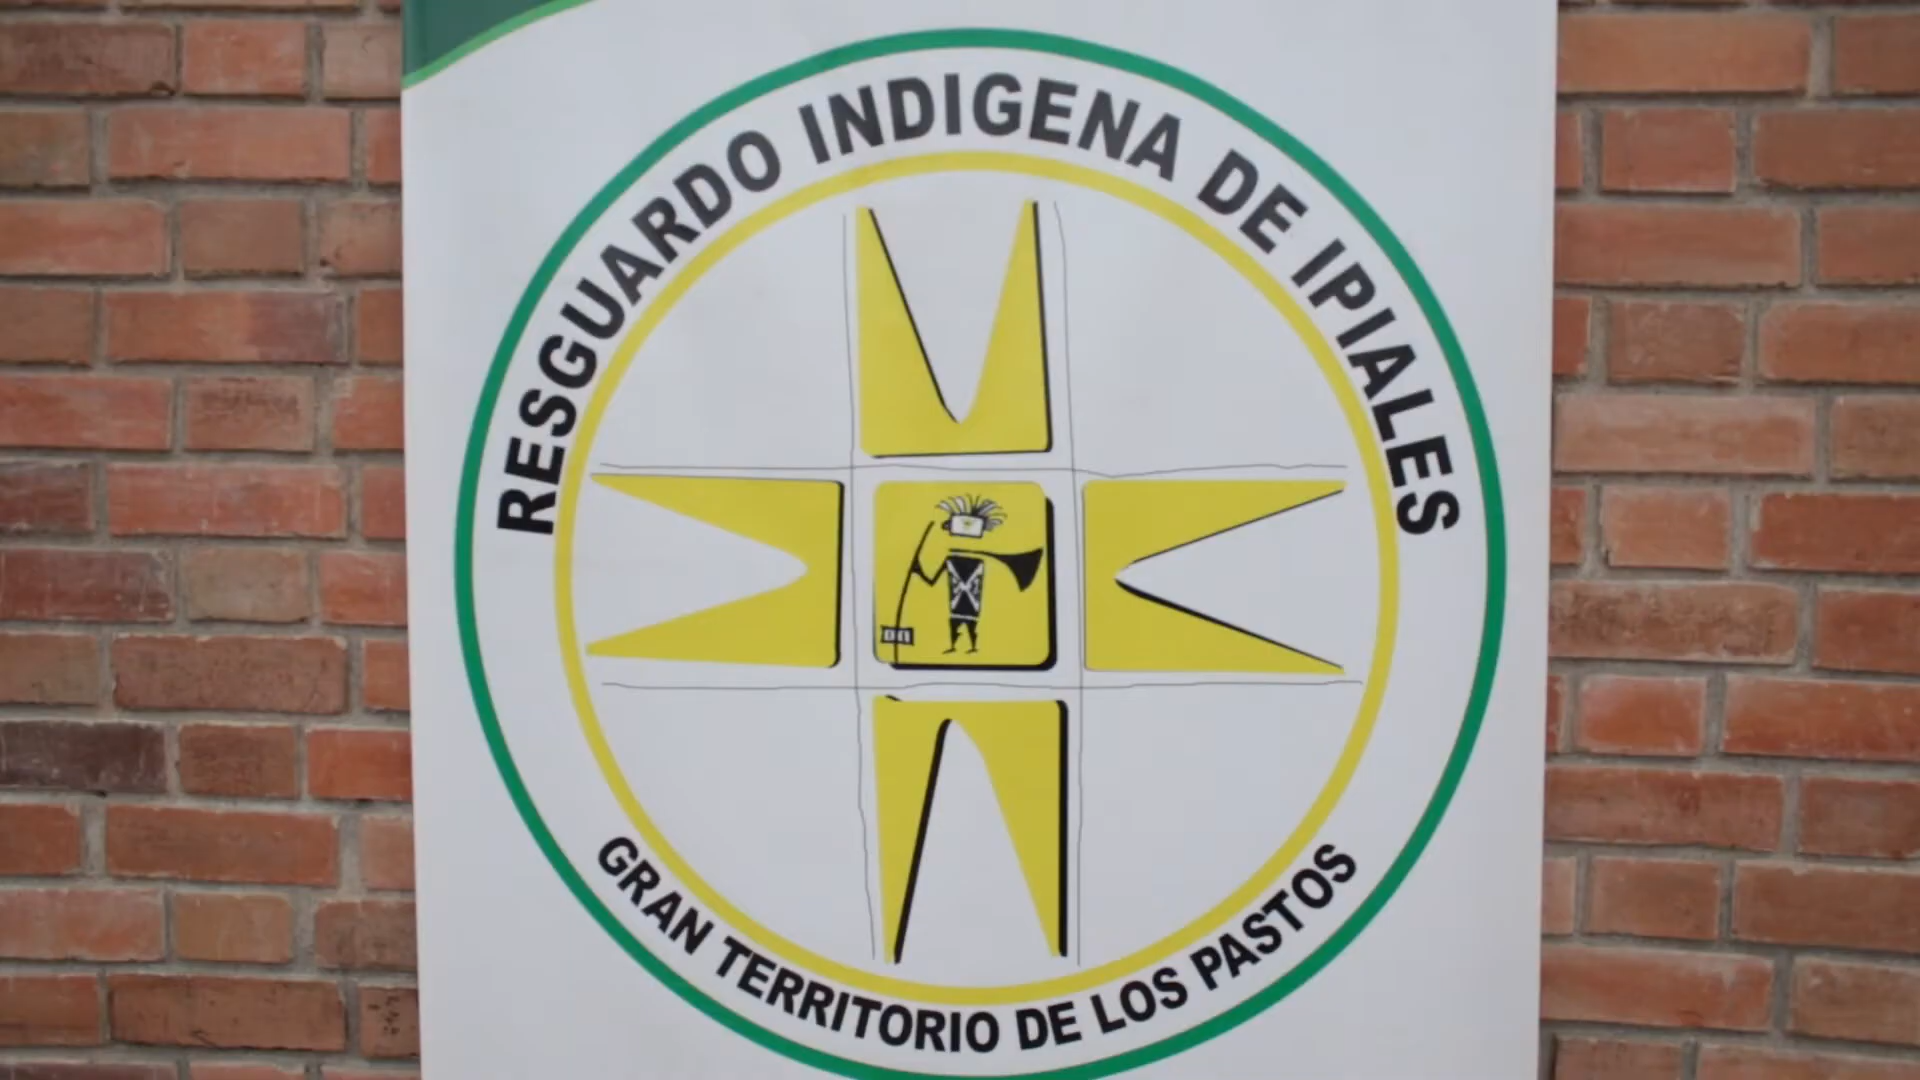 RESGUARDO INDIGENA DE IPIALES
GRAN TERRITORIO DE LOS PASTOS